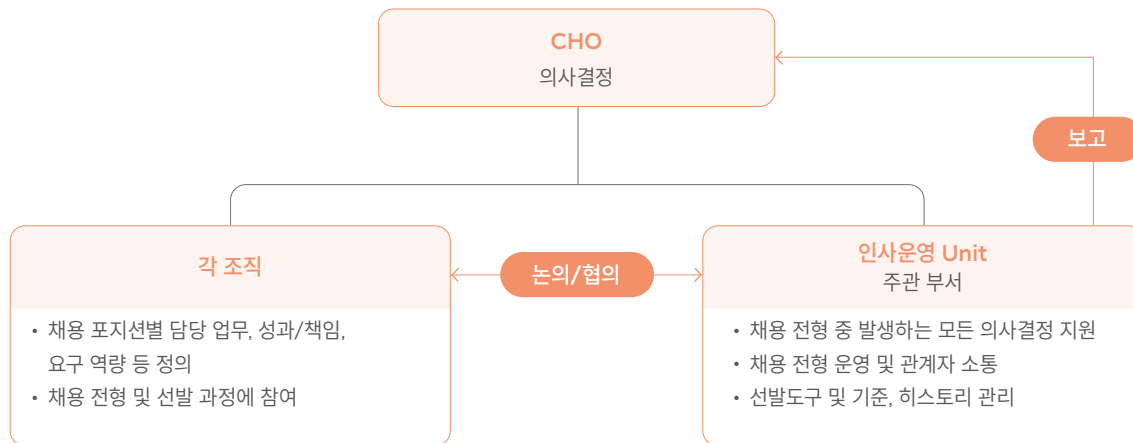 CHO
의사결정
보고
각 조직
논의/협의
인사운영 Unit
주관 부서
• 채용 포지션별 담당 업무, 성과/책임,
요구 역량 등 정의
• 채용 전형 및 선발 과정에 참여
• 채용 전형 중 발생하는 모든 의사결정 지원
• 채용 전형 운영 및 관계자 소통
• 선발도구 및 기준, 히스토리 관리